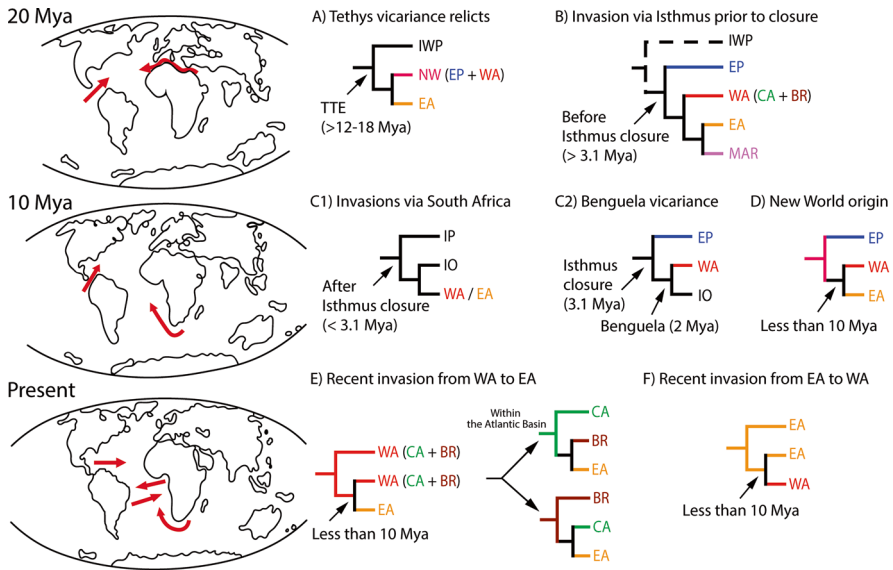 20 Mya
A) Tethys vicariance relicts
IWP
NW (EP + WA)
EA
TTE
(>12-18 Mya)
B) Invasion via Isthmus prior to closure
IWP
EP
WA (CA + BR)
EA
MAR
Before
Isthmus closure
(> 3.1 Mya)
10 Mya
C1) Invasions via South Africa
IP
IO
WA / EA
After
Isthmus closure
(< 3.1 Mya)
C2) Benguela vicariance
EP
WA
IO
Isthmus
closure
(3.1 Mya)
Benguela (2 Mya)
D) New World origin
EP
WA
EA
Less than 10 Mya
Present
E) Recent invasion from WA to EA
WA (CA + BR)
WA (CA + BR)
EA
Less than 10 Mya
Within
the Atlantic Basin
CA
BR
EA
BR
CA
EA
F) Recent invasion from EA to WA
EA
EA
WA
Less than 10 Mya